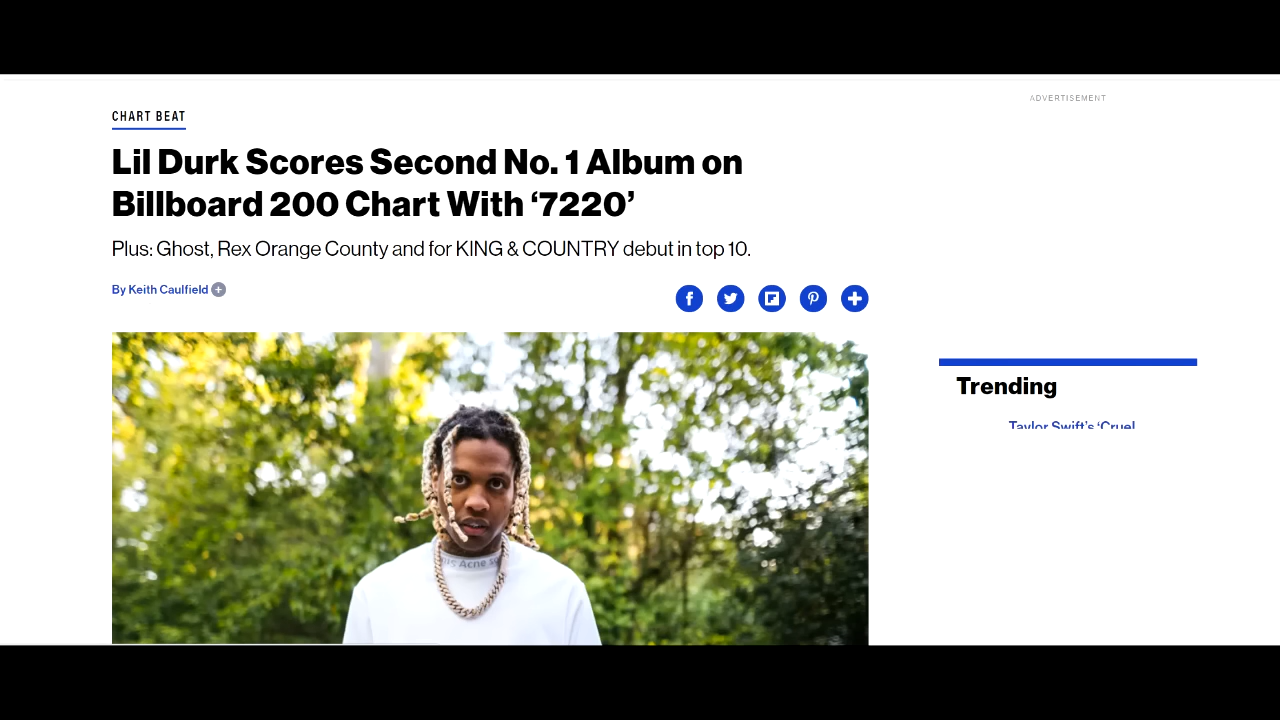 CHART BEAT
ADVERTISEMENT
Lil Durk Scores Second No. 1 Album on
Billboard 200 Chart With ‘7220’
Plus: Ghost, Rex Orange County and for KING & COUNTRY debut in top 10.
By Keith Caulfield
Trending
Taylor Swift's ‘Cruel
Acne